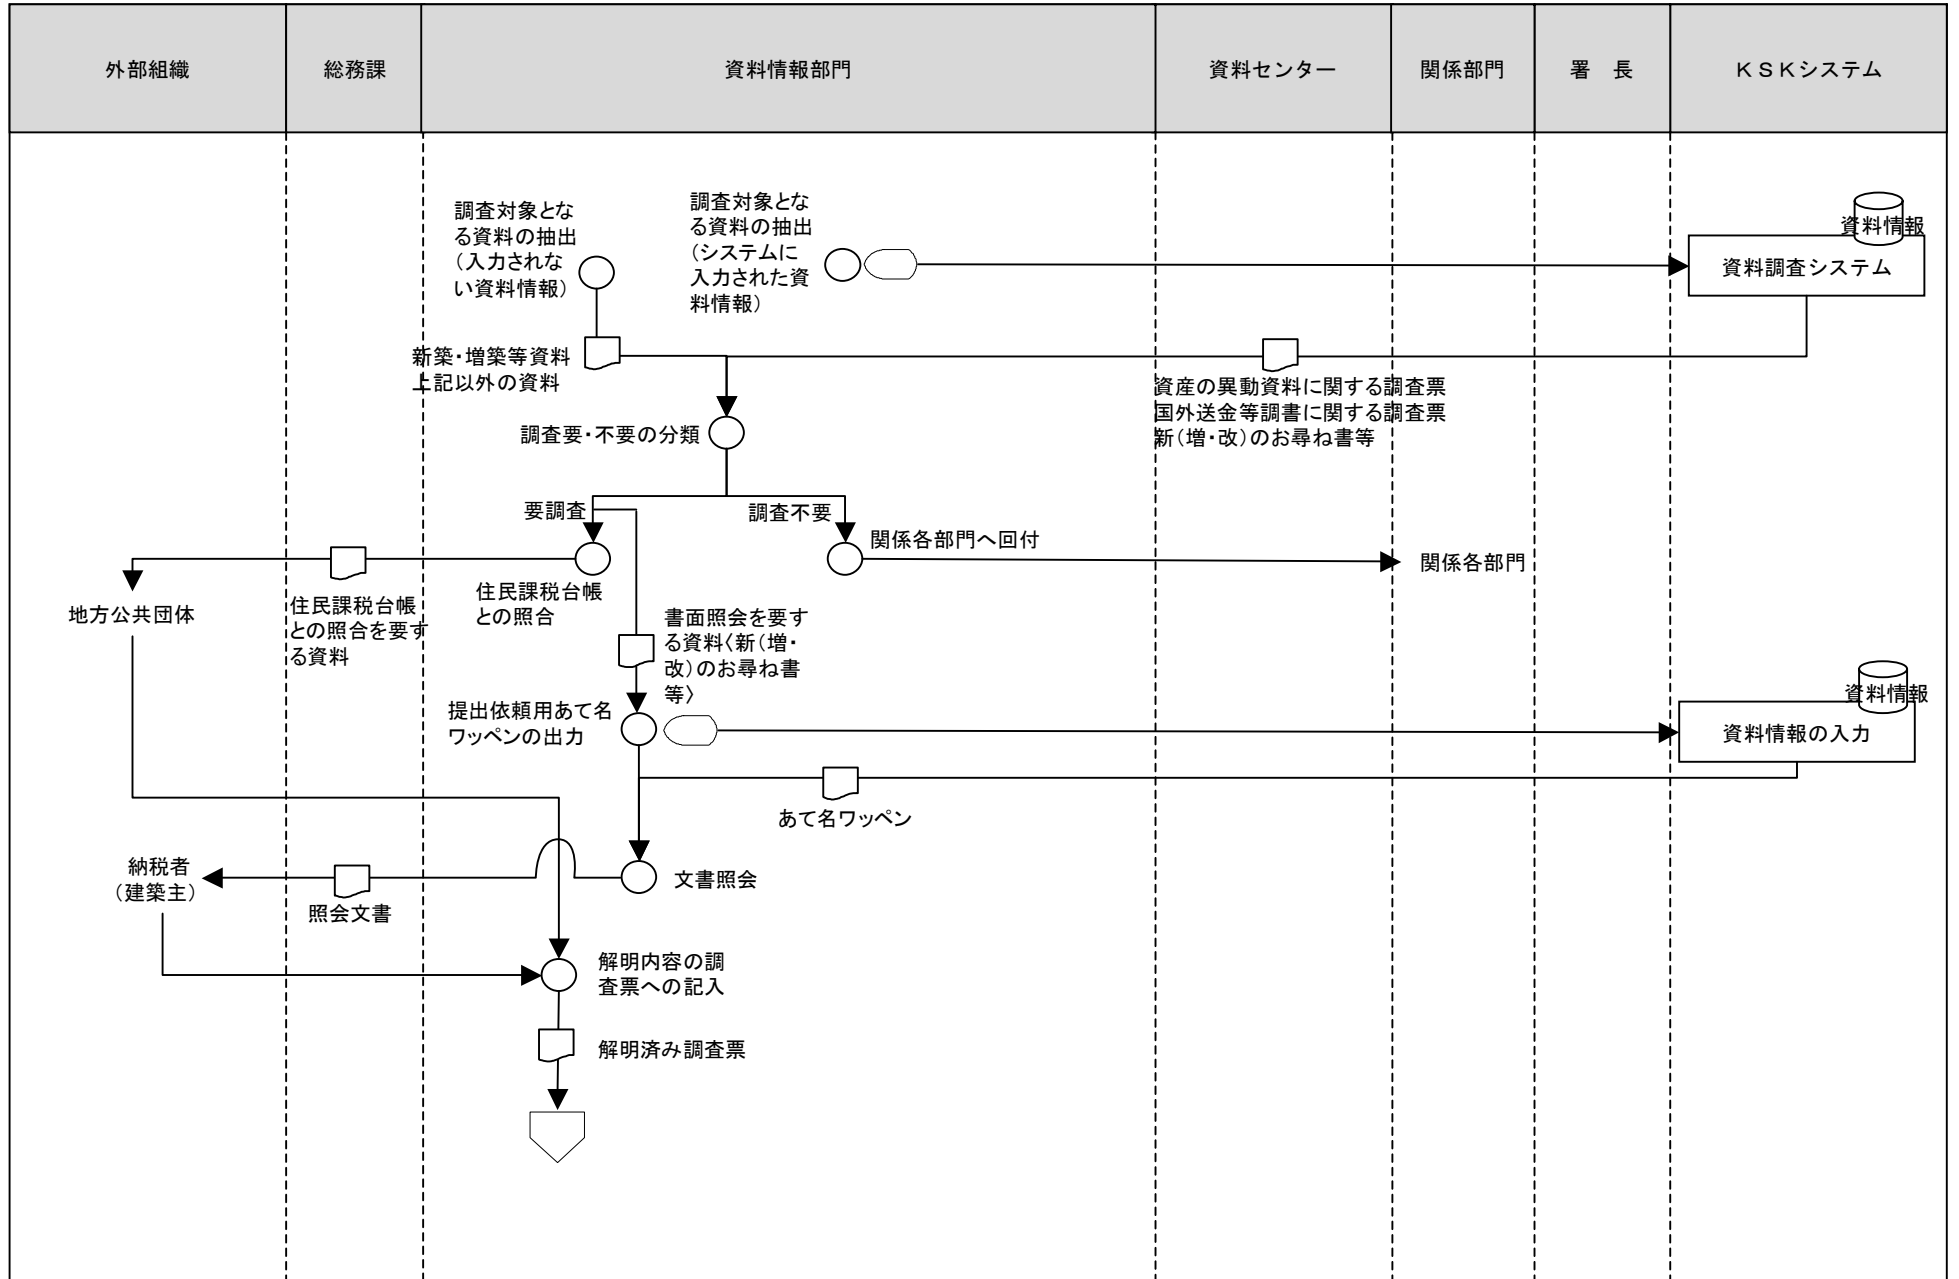 外部組織
総務課
資料情報部門
資料センター
関係部門
署　長
ＫＳＫシステム
調査対象とな
る資料の抽出
（入力されな
い資料情報）
調査対象とな
る資料の抽出
（システムに
入力された資
料情報）
資料情報
資料調査システム
新築・増築等資料
上記以外の資料
資産の異動資料に関する調査票
国外送金等調書に関する調査票
新（増・改）のお尋ね書等
調査要・不要の分類
要調査
調査不要
関係各部門へ回付
関係各部門
地方公共団体
住民課税台帳
との照合を要す
る資料
住民課税台帳
との照合
書面照会を要す
る資料〈新（増・
改）のお尋ね書
等〉
提出依頼用あて名
ワッペンの出力
資料情報
資料情報の入力
あて名ワッペン
納税者
（建築主）
照会文書
文書照会
解明内容の調
査票への記入
解明済み調査票